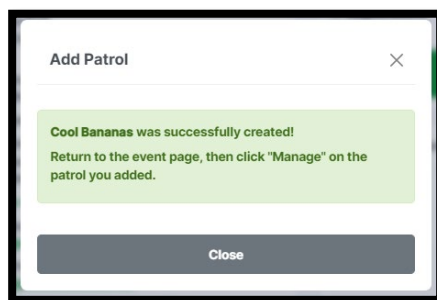 Add Patrol
Cool Bananas was successfully created!
Return to the event page, then click "Manage" on the
patrol you added.
Close